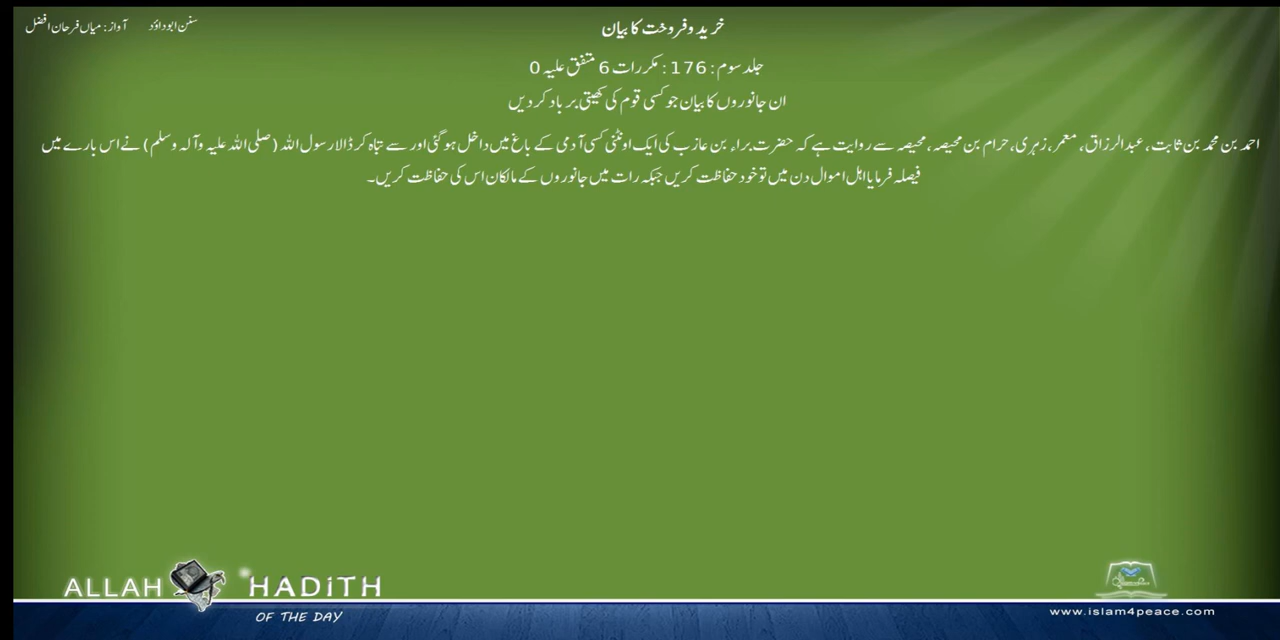 خرید وفروخت کا بیان
سنن ابوداؤد آواز: میاں فرحان افضل
جلد سوم : 176 : مکررات 6 متفق علیہ 0
ان جانوروں کا بیان جو کسی قوم کی کھیتی برباد کر دیں
احمد بن محمد بن ثابت، عبدالرزاق، معمر، زہری، حرام بن محیصہ، محیصہ سے روایت ہے کہ حضرت براء بن عازب کی ایک اونٹنی کسی آدمی کے باغ میں داخل ہوگئی اور سے تباہ کر ڈالا رسول اللہ (صلی اللہ علیہ وآلہ وسلم) نے اس بارے میں
فیصلہ فرمایا اہل اموال دن میں تو خود حفاظت کریں جبکہ رات میں جانوروں کے مالکان اس کی حفاظت کریں۔
ALLAH HADITH
OF THE DAY
www.islam4peace.com